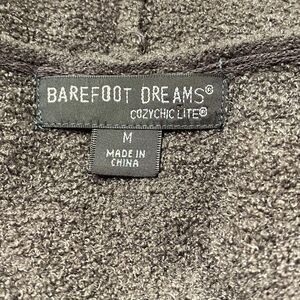 BAREFOOT DREAMS®
COZYCHIC LITE®
M
MADE IN
CHINA